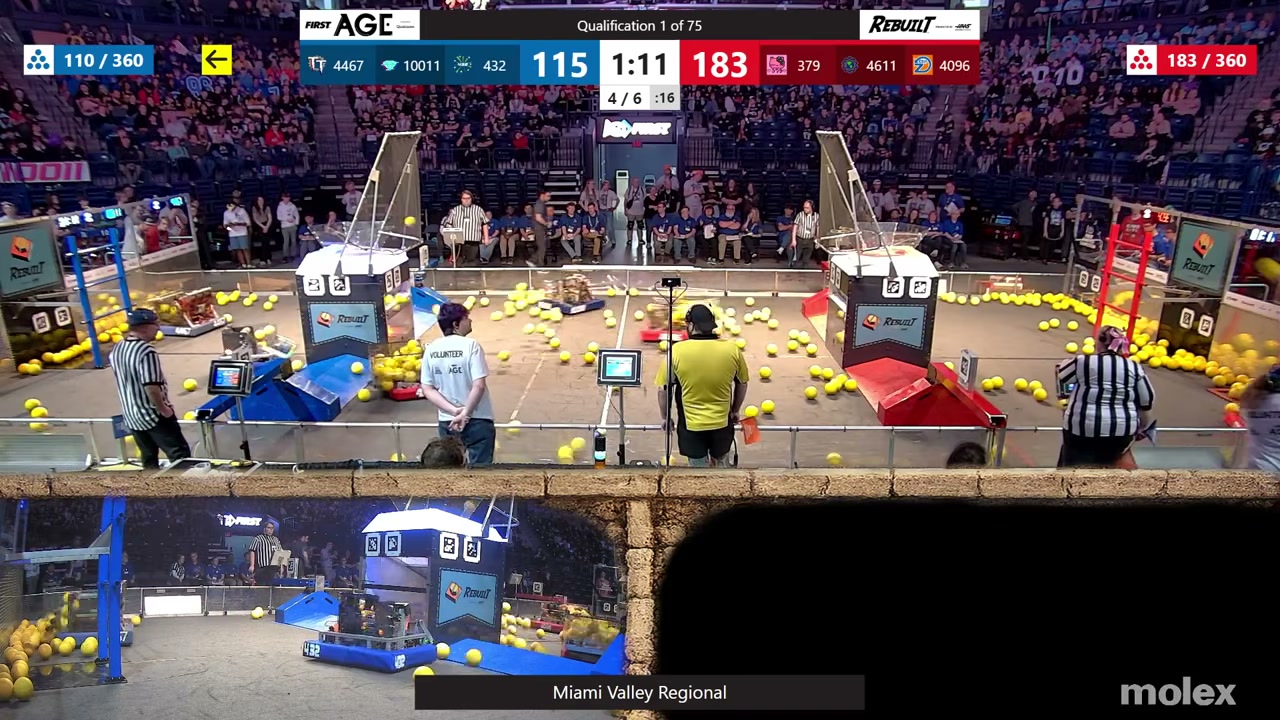 FIRST AGE
Qualification 1 of 75
REBUILT
110 / 360
4467
10011
432
115
1:11
183
379
4611
4096
183 / 360
4 / 6
:16
FIRST
REBUILT
REBUILT
REBUILT
REBUILT
VOLUNTEER
AGE
FIRST
REBUILT
432
Miami Valley Regional
molex